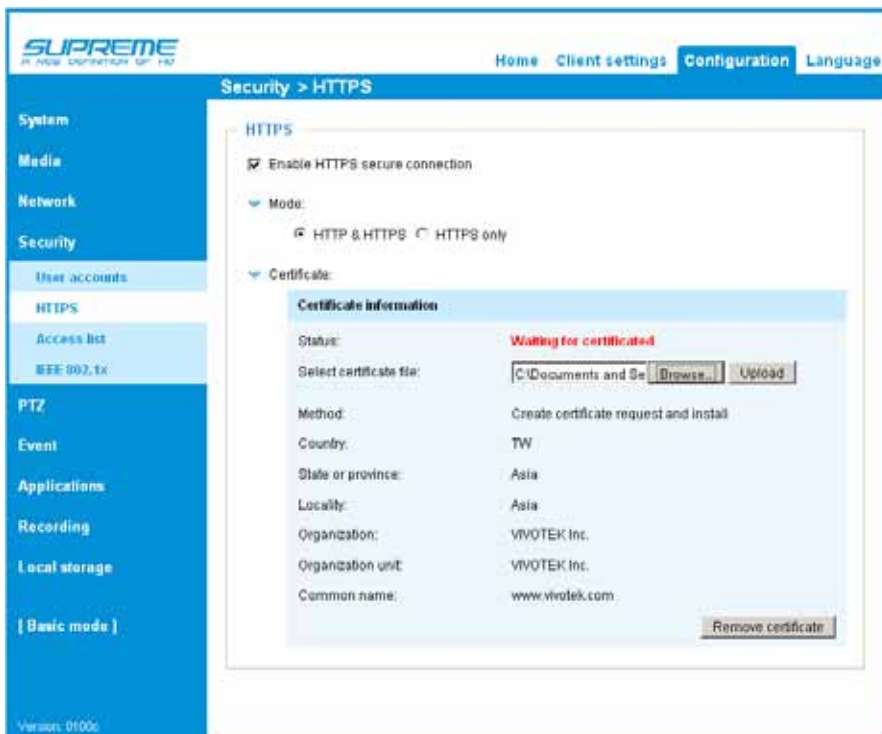 SUPREME
A NEW DEFINITION OF HD
Home Client settings Configuration Language
Security > HTTPS
System
Media
Network
Security
User accounts
HTTPS
Access list
IEEE 802.1x
PTZ
Event
Applications
Recording
Local storage
[ Basic mode ]
Version: 0100c
HTTPS
Enable HTTPS secure connection
Mode:
HTTP & HTTPS HTTPS only
Certificate:
Certificate information
Status: Waiting for certificated
Select certificate file: C:\Documents and Se Browse... Upload
Method: Create certificate request and install
Country: TW
State or province: Asia
Locality: Asia
Organization: VIVOTEK Inc.
Organization unit: VIVOTEK Inc.
Common name: www.vivotek.com
Remove certificate